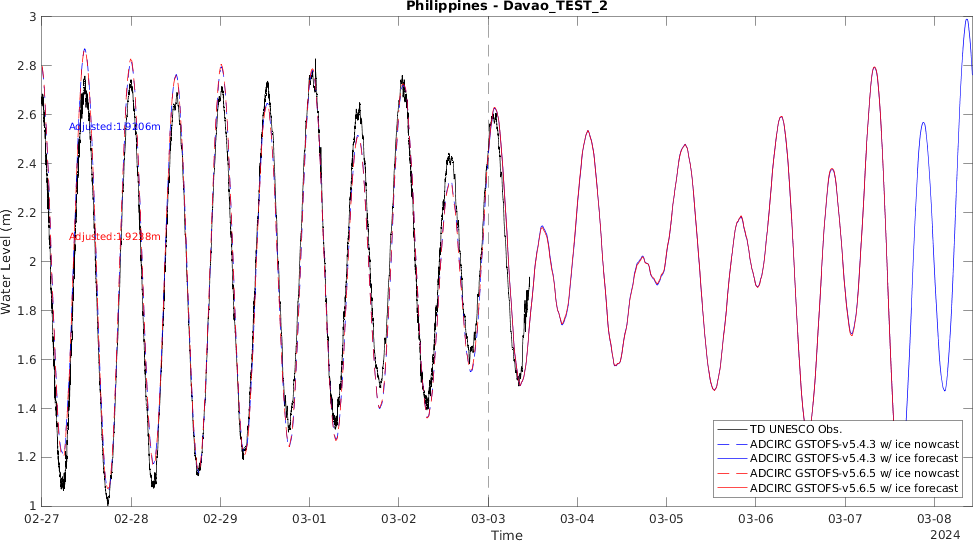 Philippines - Davao_TEST_2
Water Level (m)
3
2.8
2.6
2.4
2.2
2
1.8
1.6
1.4
1.2
1
Adjusted:1.9206m
Adjusted:1.9238m
TD UNESCO Obs.
ADCIRC GSTOFS-v5.4.3 w/ ice nowcast
ADCIRC GSTOFS-v5.4.3 w/ ice forecast
ADCIRC GSTOFS-v5.6.5 w/ ice nowcast
ADCIRC GSTOFS-v5.6.5 w/ ice forecast
02-27 02-28 02-29 03-01 03-02 03-03 03-04 03-05 03-06 03-07 03-08
Time
2024